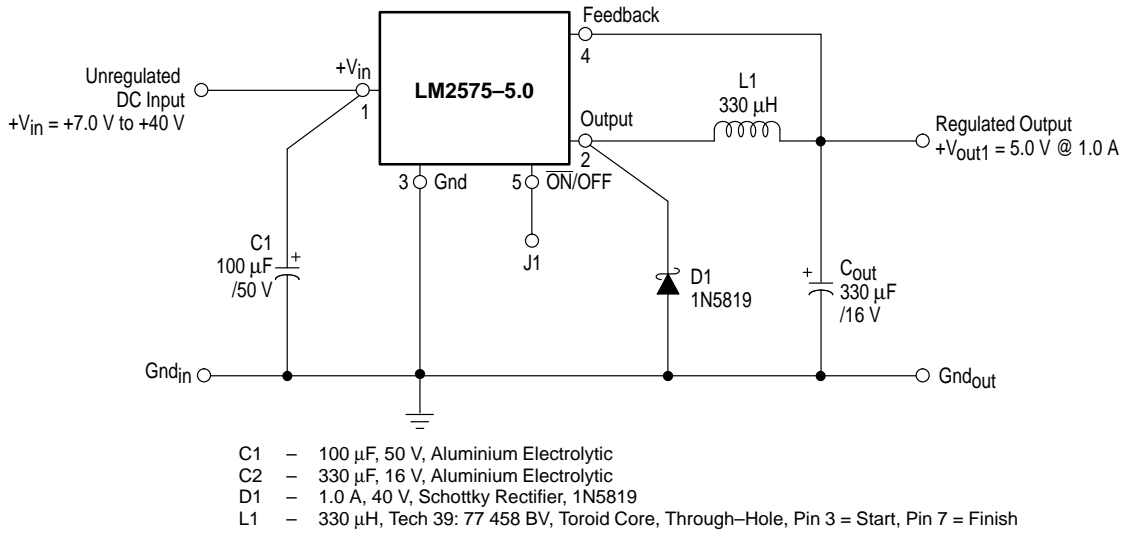 Feedback
4
Unregulated
DC Input
+Vin = +7.0 V to +40 V
+Vin
1
LM2575–5.0
L1
330 µH
Output
2
Regulated Output
+Vout1 = 5.0 V @ 1.0 A
3
Gnd
5
ON/OFF
J1
C1
100 µF
/50 V
+
D1
1N5819
+
Cout
330 µF
/16 V
Gndin
Gndout
C1 – 100 µF, 50 V, Aluminium Electrolytic
C2 – 330 µF, 16 V, Aluminium Electrolytic
D1 – 1.0 A, 40 V, Schottky Rectifier, 1N5819
L1 – 330 µH, Tech 39: 77 458 BV, Toroid Core, Through–Hole, Pin 3 = Start, Pin 7 = Finish